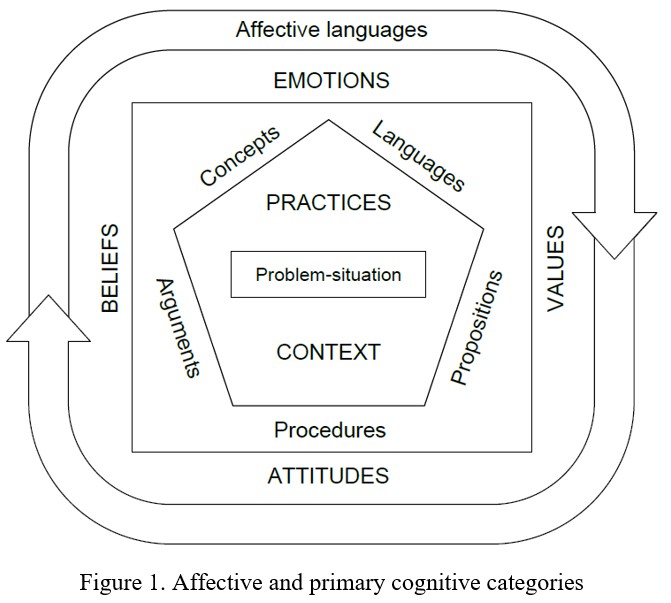 Affective languages
EMOTIONS
Concepts
Languages
PRACTICES
BELIEFS
Problem-situation
VALUES
Arguments
Propositions
CONTEXT
Procedures
ATTITUDES
Figure 1. Affective and primary cognitive categories